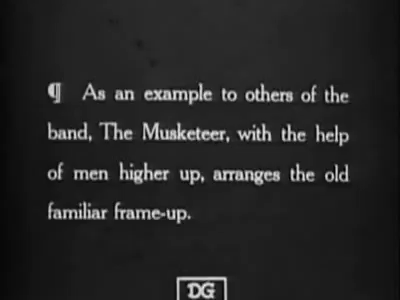 ¶ As an example to others of the
band, The Musketeer, with the help
of men higher up, arranges the old
familiar frame-up.
DG